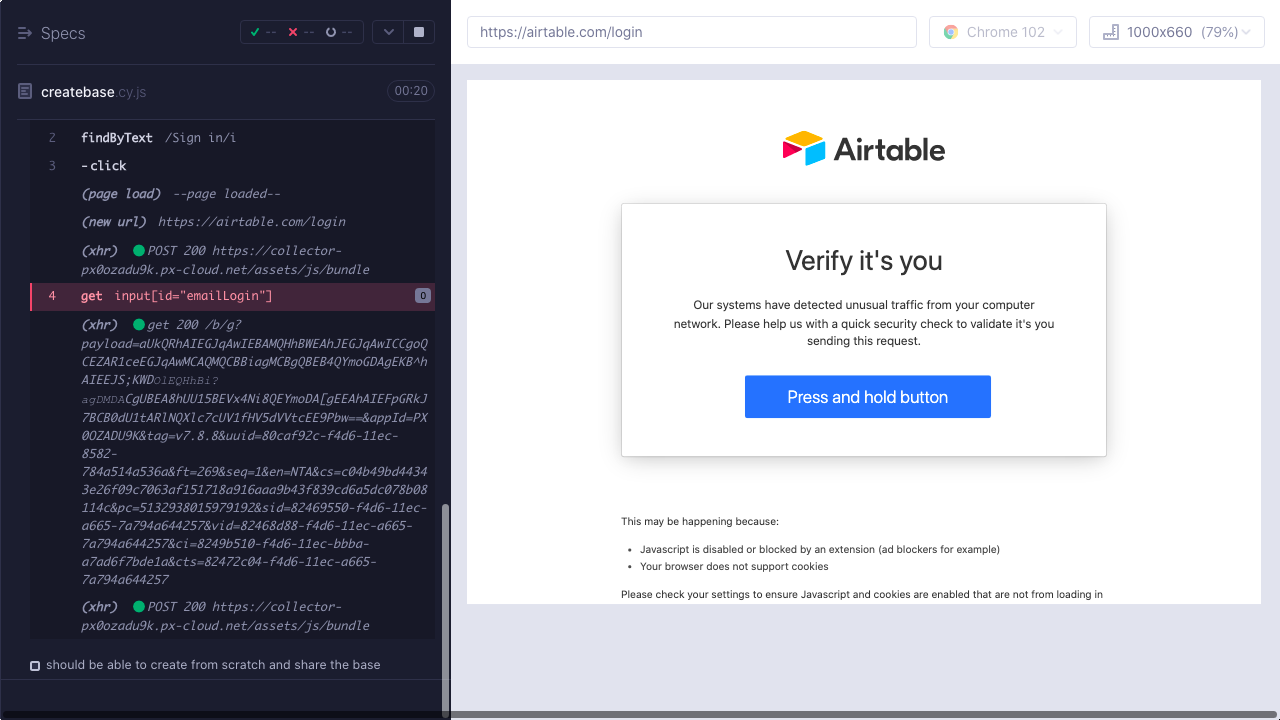 Specs
-- -- --
createbase.cy.js
00:20
2 findByText /Sign in/i
3 -click
(page load) --page loaded--
(new url) https://airtable.com/login
(xhr) POST 200 https://collector-
px0ozadu9k.px-cloud.net/assets/js/bundle
4 get input[id="emailLogin"] 0
(xhr) get 200 /b/g?
payload=aUkQRhAIEGJqAwIEBAMQHhBWEAhJEGJqAwICCgoQ
CEZAR1ceEGJqAwMCAQMQCBBiagMCBgQBEB4QYmoGDAgEKB^h
AIEEJS;KWDOlEQHhBi?
agDMDACgUBEA8hUU15BEVx4Ni8QEYmoDA[gEEAhAIEFpGRkJ
7BCB0dU1tARlNQXlc7cUV1fHV5dVVtcEE9Pbw==&appId=PX
0OZADU9K&tag=v7.8.8&uuid=80caf92c-f4d6-11ec-
8582-
784a514a536a&ft=269&seq=1&en=NTA&cs=c04b49bd4434
3e26f09c7063af151718a916aaa9b43f839cd6a5dc078b08
114c&pc=5132938015979192&sid=82469550-f4d6-11ec-
a665-7a794a644257&vid=82468d88-f4d6-11ec-a665-
7a794a644257&ci=8249b510-f4d6-11ec-bbba-
a7ad6f7bde1a&cts=82472c04-f4d6-11ec-a665-
7a794a644257
(xhr) POST 200 https://collector-
px0ozadu9k.px-cloud.net/assets/js/bundle
should be able to create from scratch and share the base
https://airtable.com/login
Chrome 102
1000x660 (79%)
Airtable
Verify it's you
Our systems have detected unusual traffic from your computer
network. Please help us with a quick security check to validate it's you
sending this request.
Press and hold button
This may be happening because:
• Javascript is disabled or blocked by an extension (ad blockers for example)
• Your browser does not support cookies
Please check your settings to ensure Javascript and cookies are enabled that are not from loading in